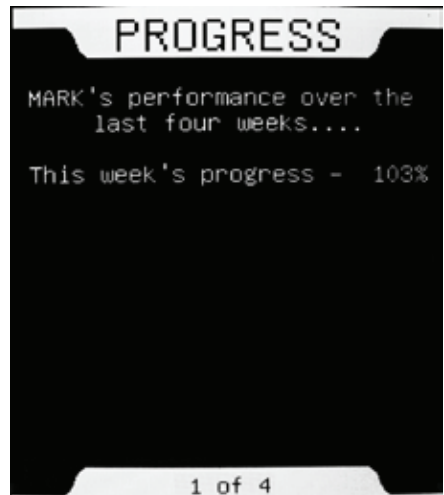 PROGRESS
MARK's performance over the
last four weeks....
This week's progress - 103%
1 of 4